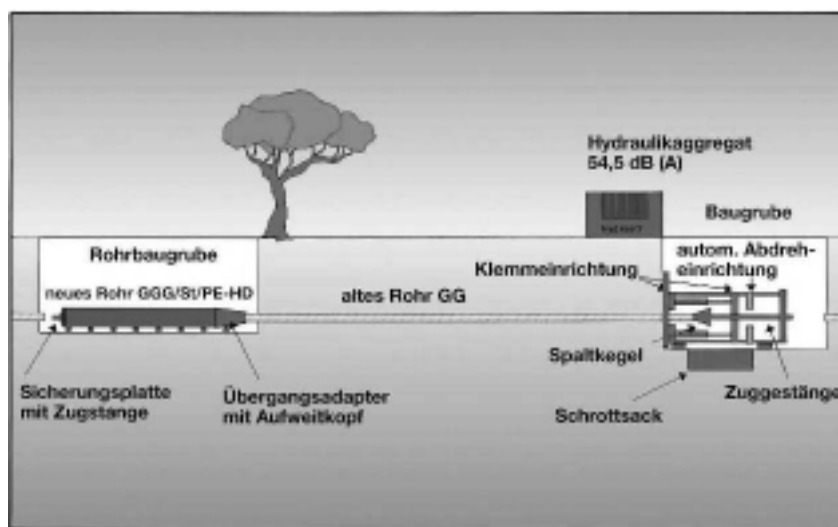 Hydraulikaggregat
54,5 dB (A)
Baugrube
Rohrbaugrube
autom. Abdreh-
einrichtung
Klemmeinrichtung
neues Rohr GGG/St/PE-HD
altes Rohr GG
Spaltkegel
Sicherungsplatte
mit Zugstange
Übergangsadapter
mit Aufweitkopf
Zuggestänge
Schrottsack